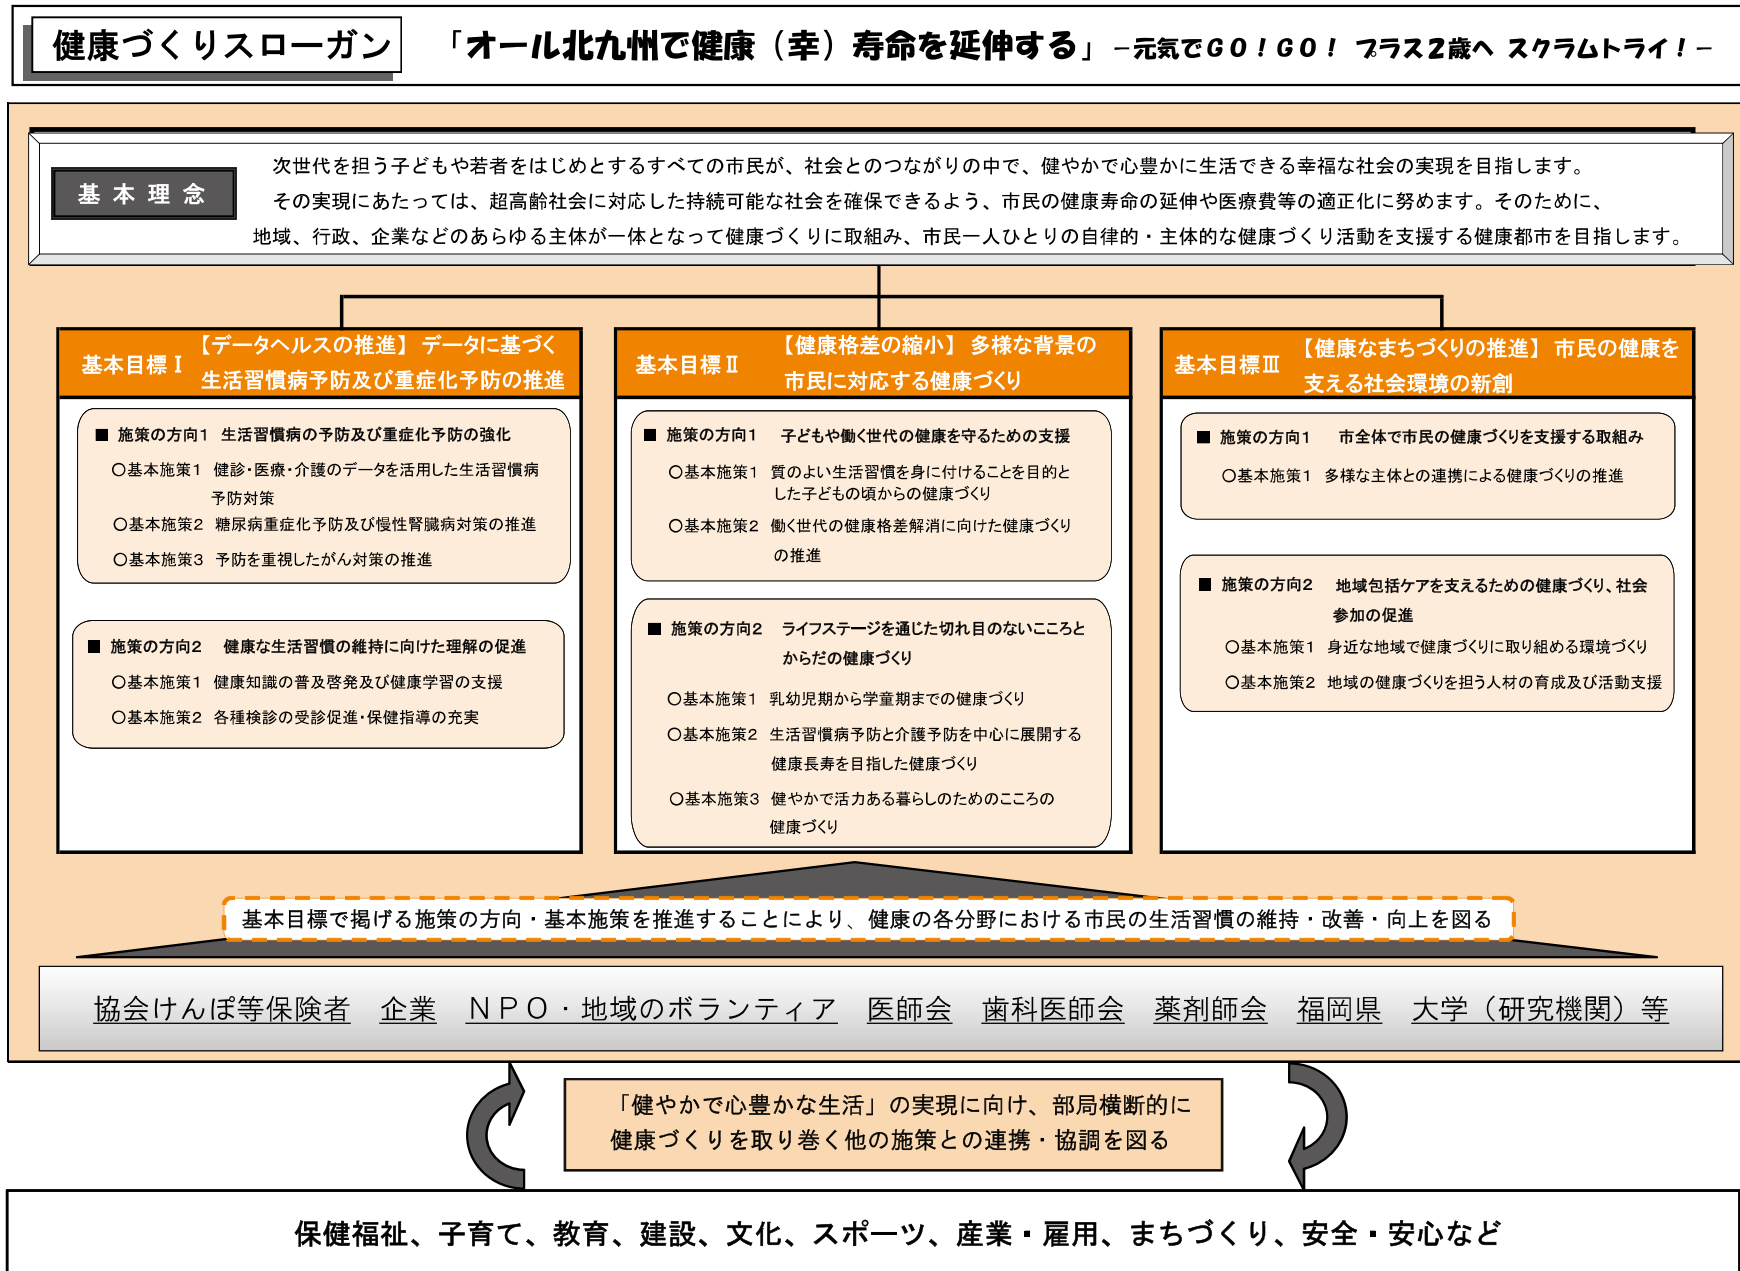 健康づくりスローガン 「オール北九州で健康（幸）寿命を延伸する」－元気でGO！GO！ プラス2歳へ スクラムトライ！－
基本理念
次世代を担う子どもや若者をはじめとするすべての市民が、社会とのつながりの中で、健やかで心豊かに生活できる幸福な社会の実現を目指します。
その実現にあたっては、超高齢社会に対応した持続可能な社会を確保できるよう、市民の健康寿命の延伸や医療費等の適正化に努めます。そのために、
地域、行政、企業などのあらゆる主体が一体となって健康づくりに取組み、市民一人ひとりの自律的・主体的な健康づくり活動を支援する健康都市を目指します。
基本目標Ⅰ
【データヘルスの推進】データに基づく
生活習慣病予防及び重症化予防の推進
■ 施策の方向1 生活習慣病の予防及び重症化予防の強化
○基本施策1 健診・医療・介護のデータを活用した生活習慣病
予防対策
○基本施策2 糖尿病重症化予防及び慢性腎臓病対策の推進
○基本施策3 予防を重視したがん対策の推進
■ 施策の方向2 健康な生活習慣の維持に向けた理解の促進
○基本施策1 健康知識の普及啓発及び健康学習の支援
○基本施策2 各種検診の受診促進・保健指導の充実
基本目標Ⅱ
【健康格差の縮小】多様な背景の
市民に対応する健康づくり
■ 施策の方向1 子どもや働く世代の健康を守るための支援
○基本施策1 質のよい生活習慣を身に付けることを目的と
した子どもの頃からの健康づくり
○基本施策2 働く世代の健康格差解消に向けた健康づくり
の推進
■ 施策の方向2 ライフステージを通じた切れ目のないこころと
からだの健康づくり
○基本施策1 乳幼児期から学童期までの健康づくり
○基本施策2 生活習慣病予防と介護予防を中心に展開する
健康長寿を目指した健康づくり
○基本施策3 健やかで活力ある暮らしのためのこころの
健康づくり
基本目標Ⅲ
【健康なまちづくりの推進】市民の健康を
支える社会環境の新創
■ 施策の方向1 市全体で市民の健康づくりを支援する取組み
○基本施策1 多様な主体との連携による健康づくりの推進
■ 施策の方向2 地域包括ケアを支えるための健康づくり、社会
参加の促進
○基本施策1 身近な地域で健康づくりに取り組める環境づくり
○基本施策2 地域の健康づくりを担う人材の育成及び活動支援
基本目標で掲げる施策の方向・基本施策を推進することにより、健康の各分野における市民の生活習慣の維持・改善・向上を図る
協会けんぽ等保険者 企業 ＮＰＯ・地域のボランティア 医師会 歯科医師会 薬剤師会 福岡県 大学（研究機関）等
「健やかで心豊かな生活」の実現に向け、部局横断的に
健康づくりを取り巻く他の施策との連携・協調を図る
保健福祉、子育て、教育、建設、文化、スポーツ、産業・雇用、まちづくり、安全・安心など